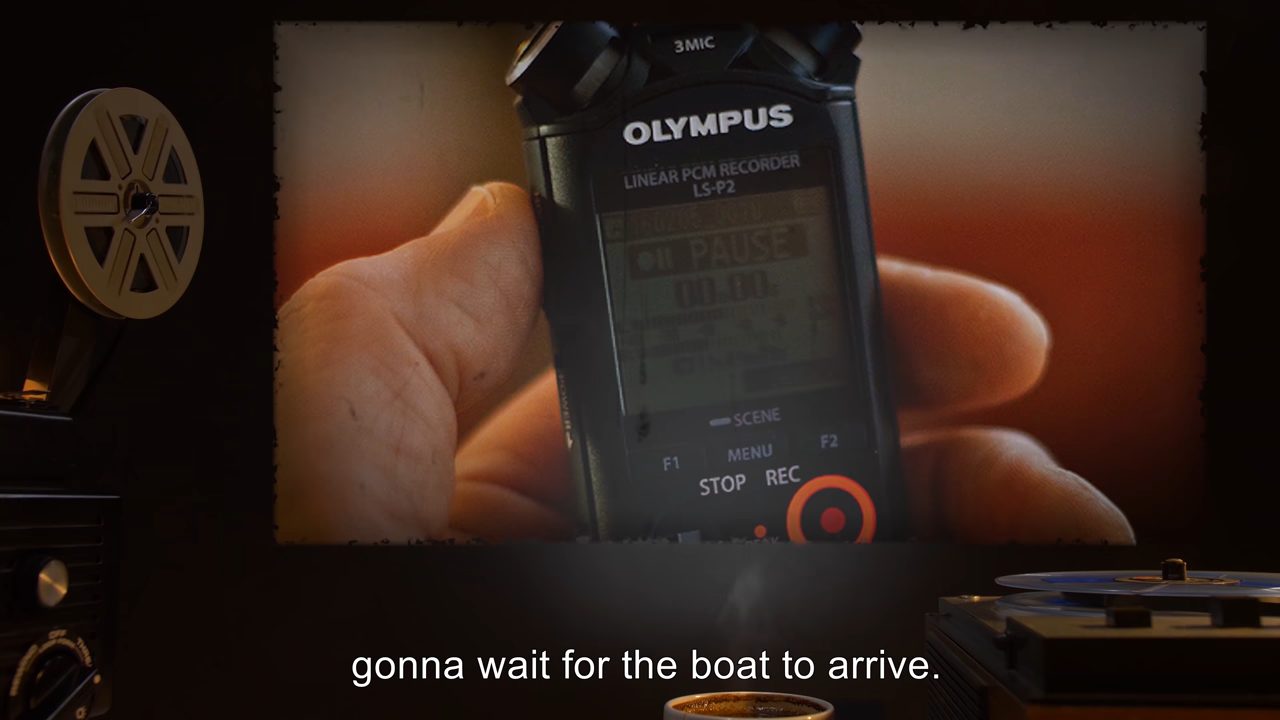 3MIC
OLYMPUS
LINEAR PCM RECORDER
LS-P2
PAUSE
SCENE
F1 MENU F2
STOP REC
gonna wait for the boat to arrive.